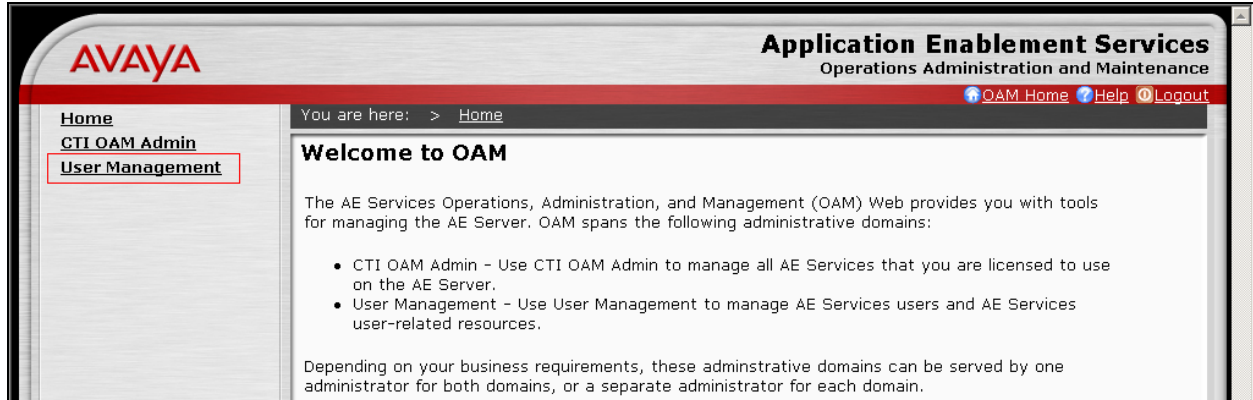 AVAYA
Application Enablement Services
Operations Administration and Maintenance
OAM Home Help Logout
Home
CTI OAM Admin
User Management
You are here: > Home
Welcome to OAM
The AE Services Operations, Administration, and Management (OAM) Web provides you with tools
for managing the AE Server. OAM spans the following administrative domains:
• CTI OAM Admin - Use CTI OAM Admin to manage all AE Services that you are licensed to use
on the AE Server.
• User Management - Use User Management to manage AE Services users and AE Services
user-related resources.
Depending on your business requirements, these adminstrative domains can be served by one
administrator for both domains, or a separate administrator for each domain.